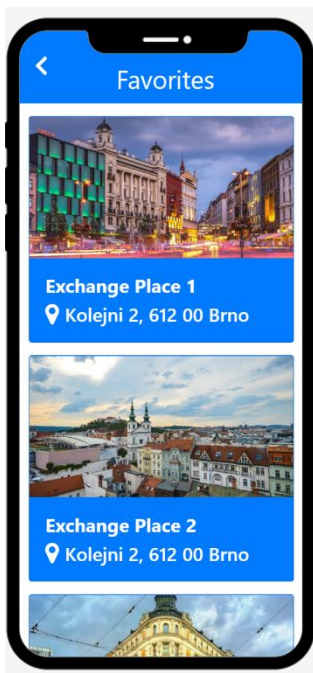 Favorites
Exchange Place 1
Kolejni 2, 612 00 Brno
Exchange Place 2
Kolejni 2, 612 00 Brno